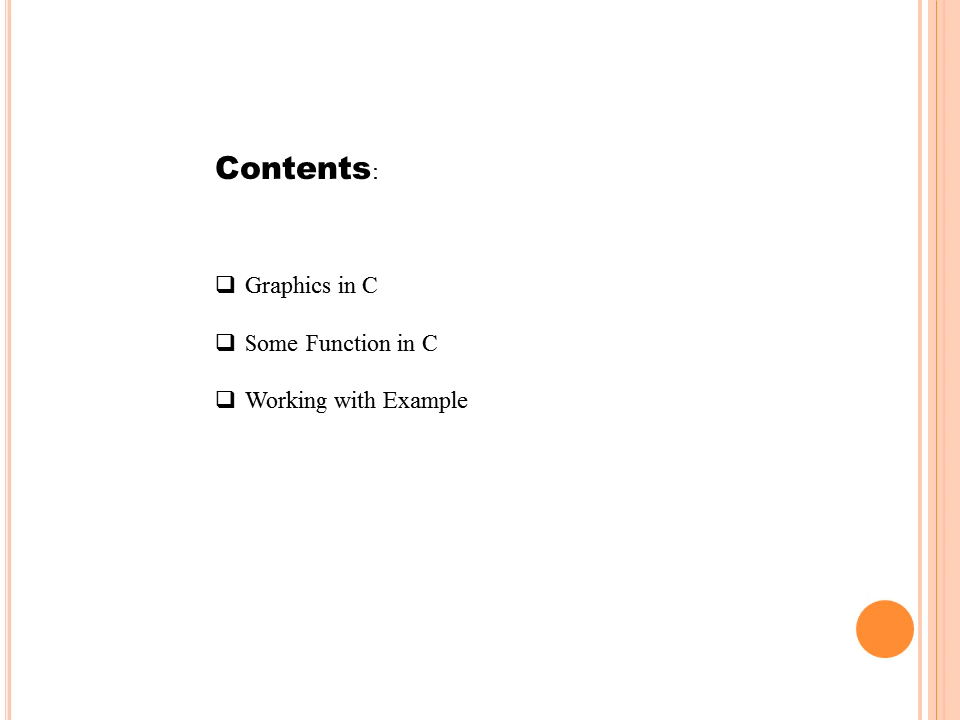 Contents:
❑ Graphics in C
❑ Some Function in C
❑ Working with Example